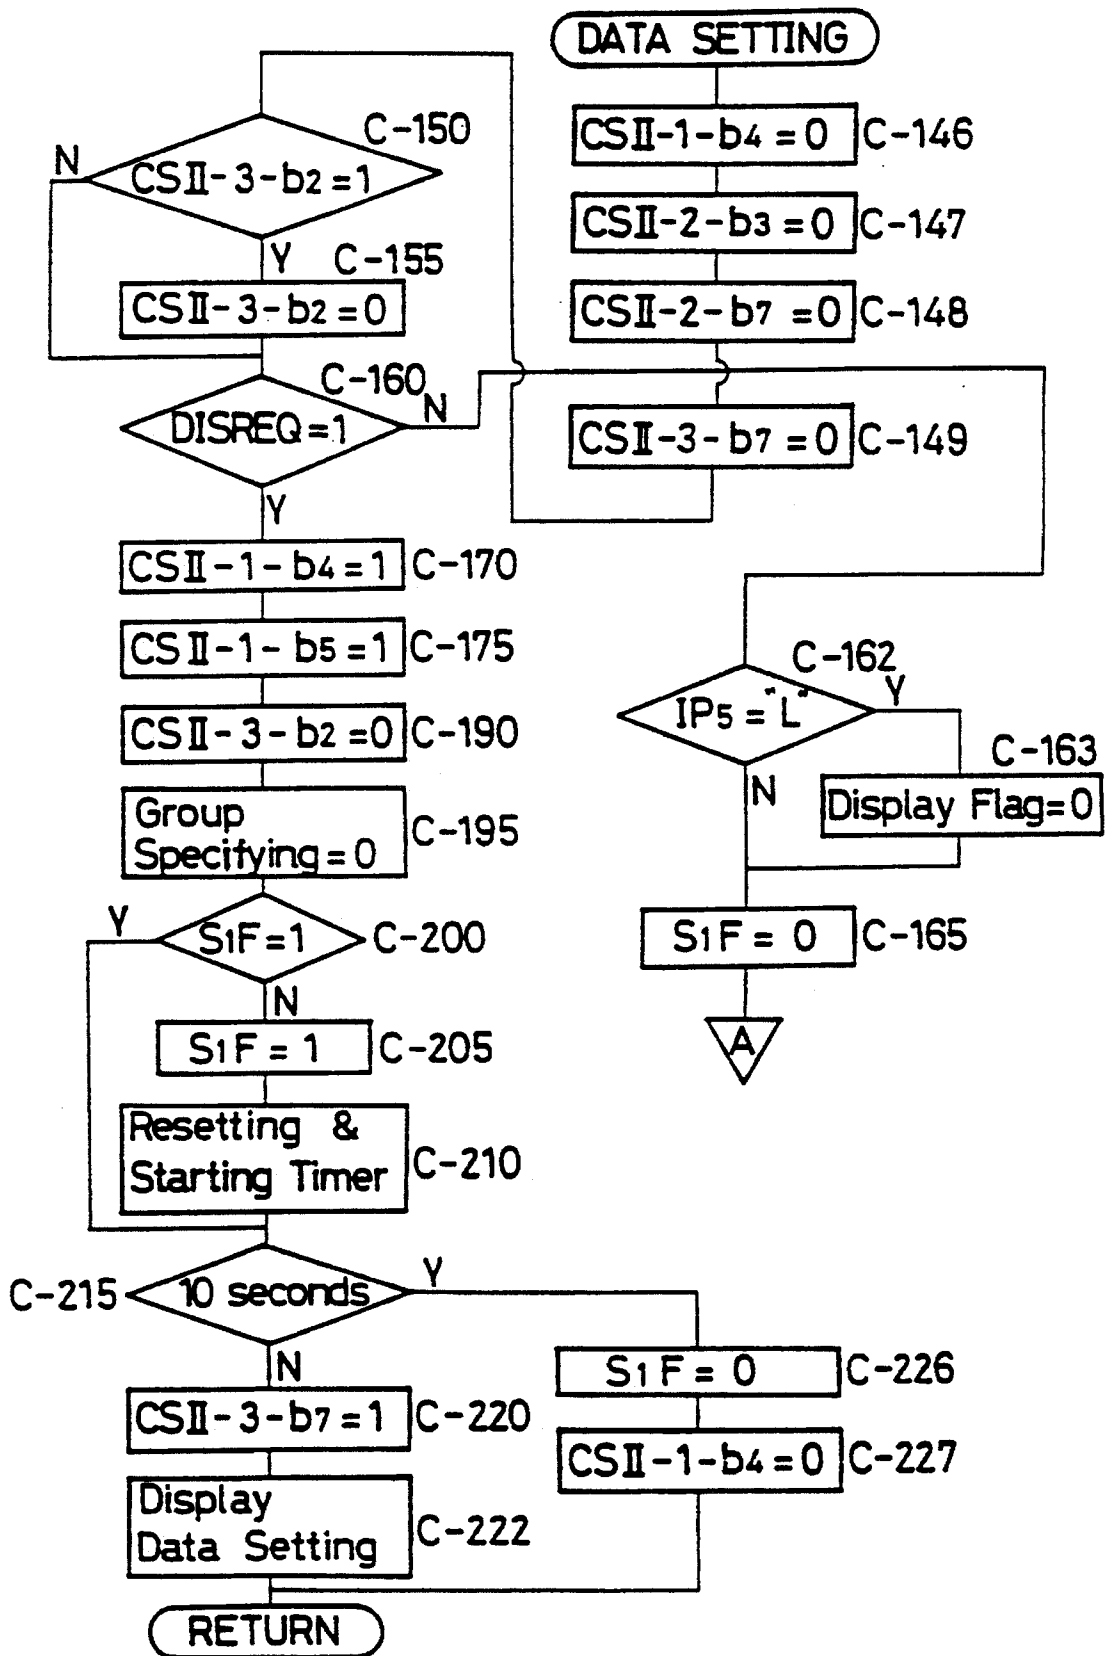 DATA SETTING
CSII-1-b4=0 C-146
CSII-2-b3=0 C-147
CSII-2-b7=0 C-148
CSII-3-b7=0 C-149
C-150
CSII-3-b2=1
N
Y
C-155
CSII-3-b2=0
C-160
DISREQ=1
N
Y
CSII-1-b4=1 C-170
CSII-1-b5=1 C-175
CSII-3-b2=0 C-190
Group
Specifying=0
C-195
S1F=1
C-200
Y
N
S1F=1 C-205
Resetting &
Starting Timer
C-210
C-215
10 seconds
Y
N
CSII-3-b7=1 C-220
Display
Data Setting
C-222
C-162
IP5="L"
Y
N
C-163
Display Flag=0
S1F=0 C-165
A
S1F=0 C-226
CSII-1-b4=0 C-227
RETURN